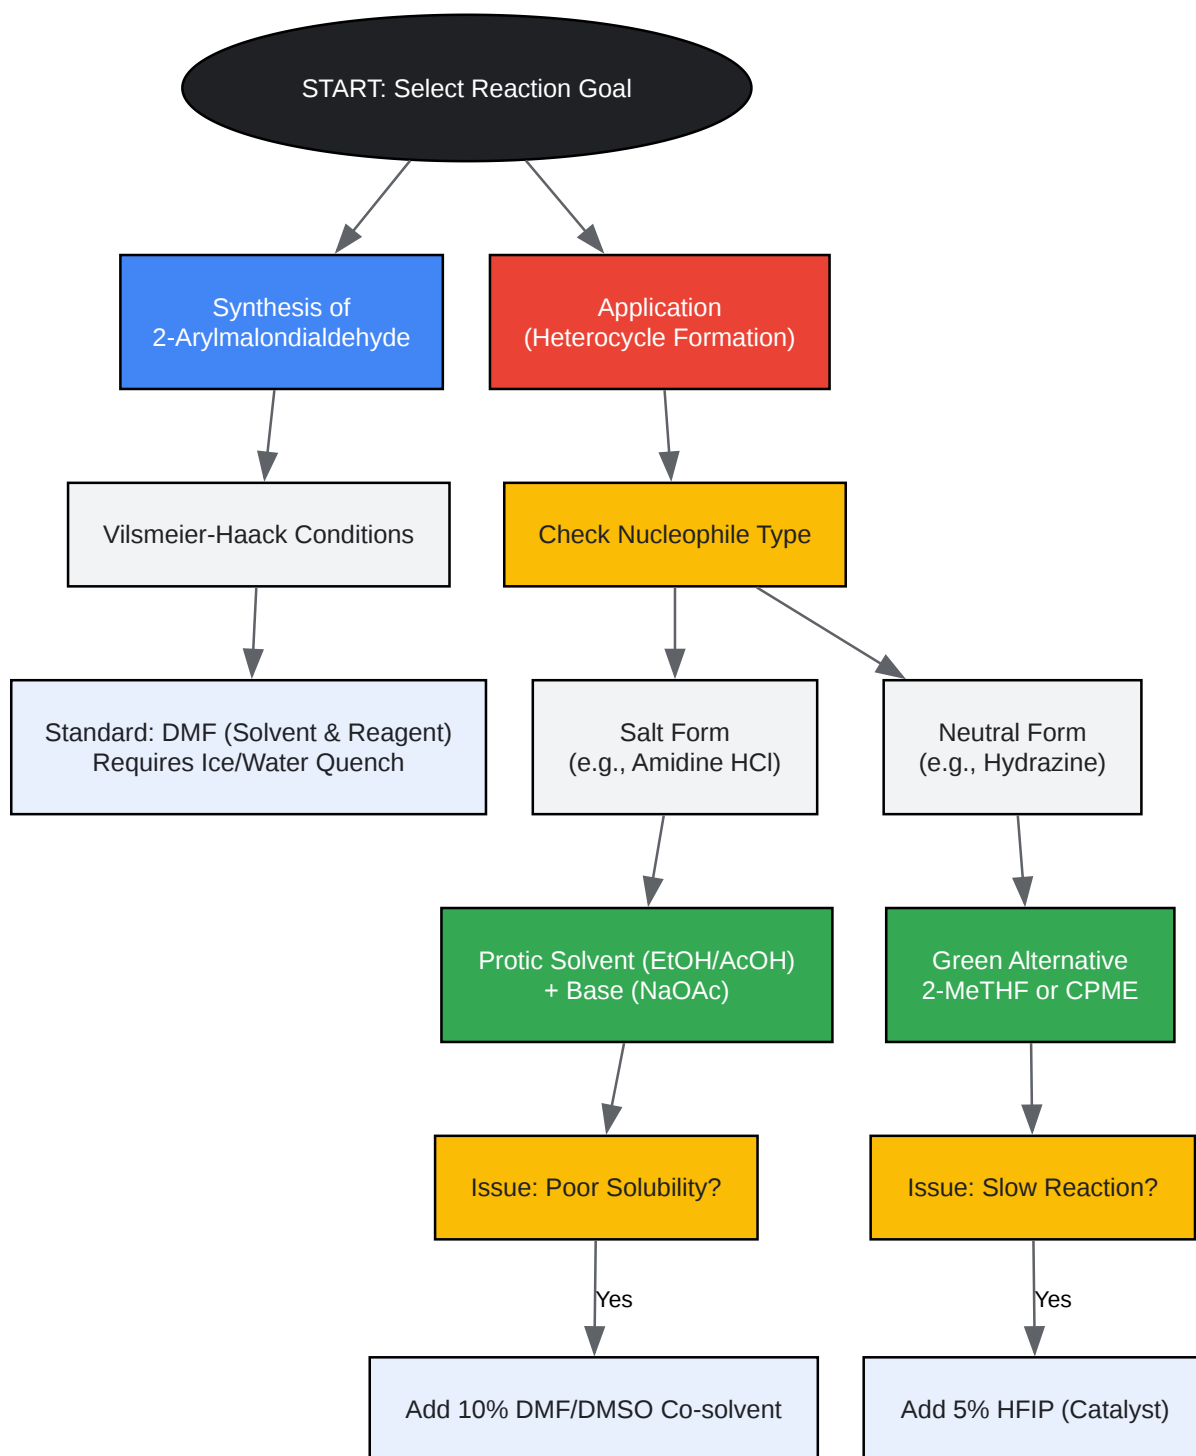 START: Select Reaction Goal
Synthesis of
2-Arylmalondialdehyde
Application
(Heterocycle Formation)
Vilsmeier-Haack Conditions
Check Nucleophile Type
Standard: DMF (Solvent & Reagent)
Requires Ice/Water Quench
Salt Form
(e.g., Amidine HCl)
Neutral Form
(e.g., Hydrazine)
Protic Solvent (EtOH/AcOH)
+ Base (NaOAc)
Green Alternative
2-MeTHF or CPME
Issue: Poor Solubility?
Issue: Slow Reaction?
Yes
Yes
Add 10% DMF/DMSO Co-solvent
Add 5% HFIP (Catalyst)